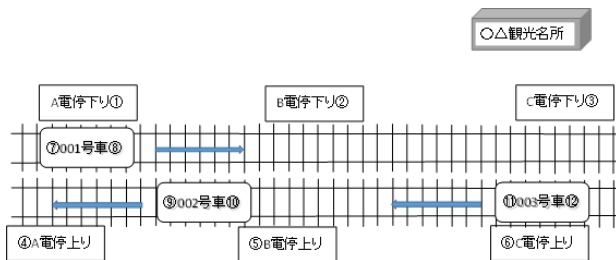 ○△観光名所
A電停下り①
B電停下り②
C電停下り③
⑦001号車⑧
⑨002号車⑩
⑪003号車⑫
④A電停上り
⑤B電停上り
⑥C電停上り